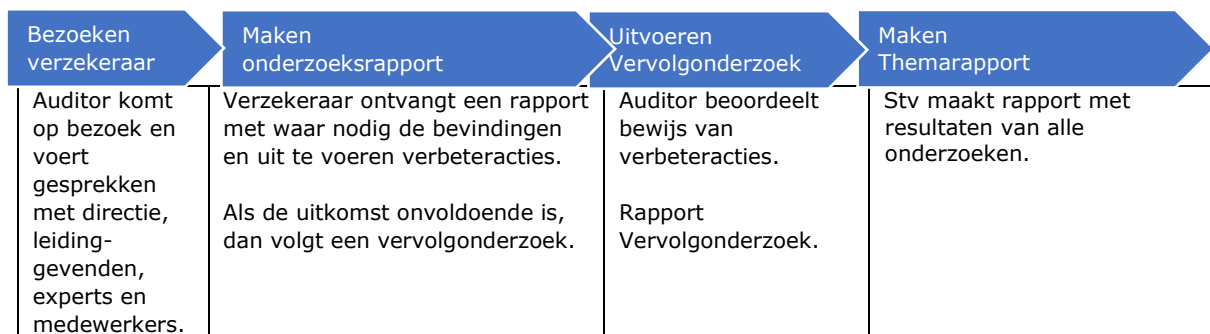 Bezoeken
verzekeraar
Maken
onderzoeksrapport
Uitvoeren
Vervolgonderzoek
Maken
Themarapport
Auditor komt
op bezoek en
voert
gesprekken
met directie,
leiding-
gevenden,
experts en
medewerkers.
Verzekeraar ontvangt een rapport
met waar nodig de bevindingen
en uit te voeren verbeteracties.
Als de uitkomst onvoldoende is,
dan volgt een vervolgonderzoek.
Auditor beoordeelt
bewijs van
verbeteracties.
Rapport
Vervolgonderzoek.
Stv maakt rapport met
resultaten van alle
onderzoeken.